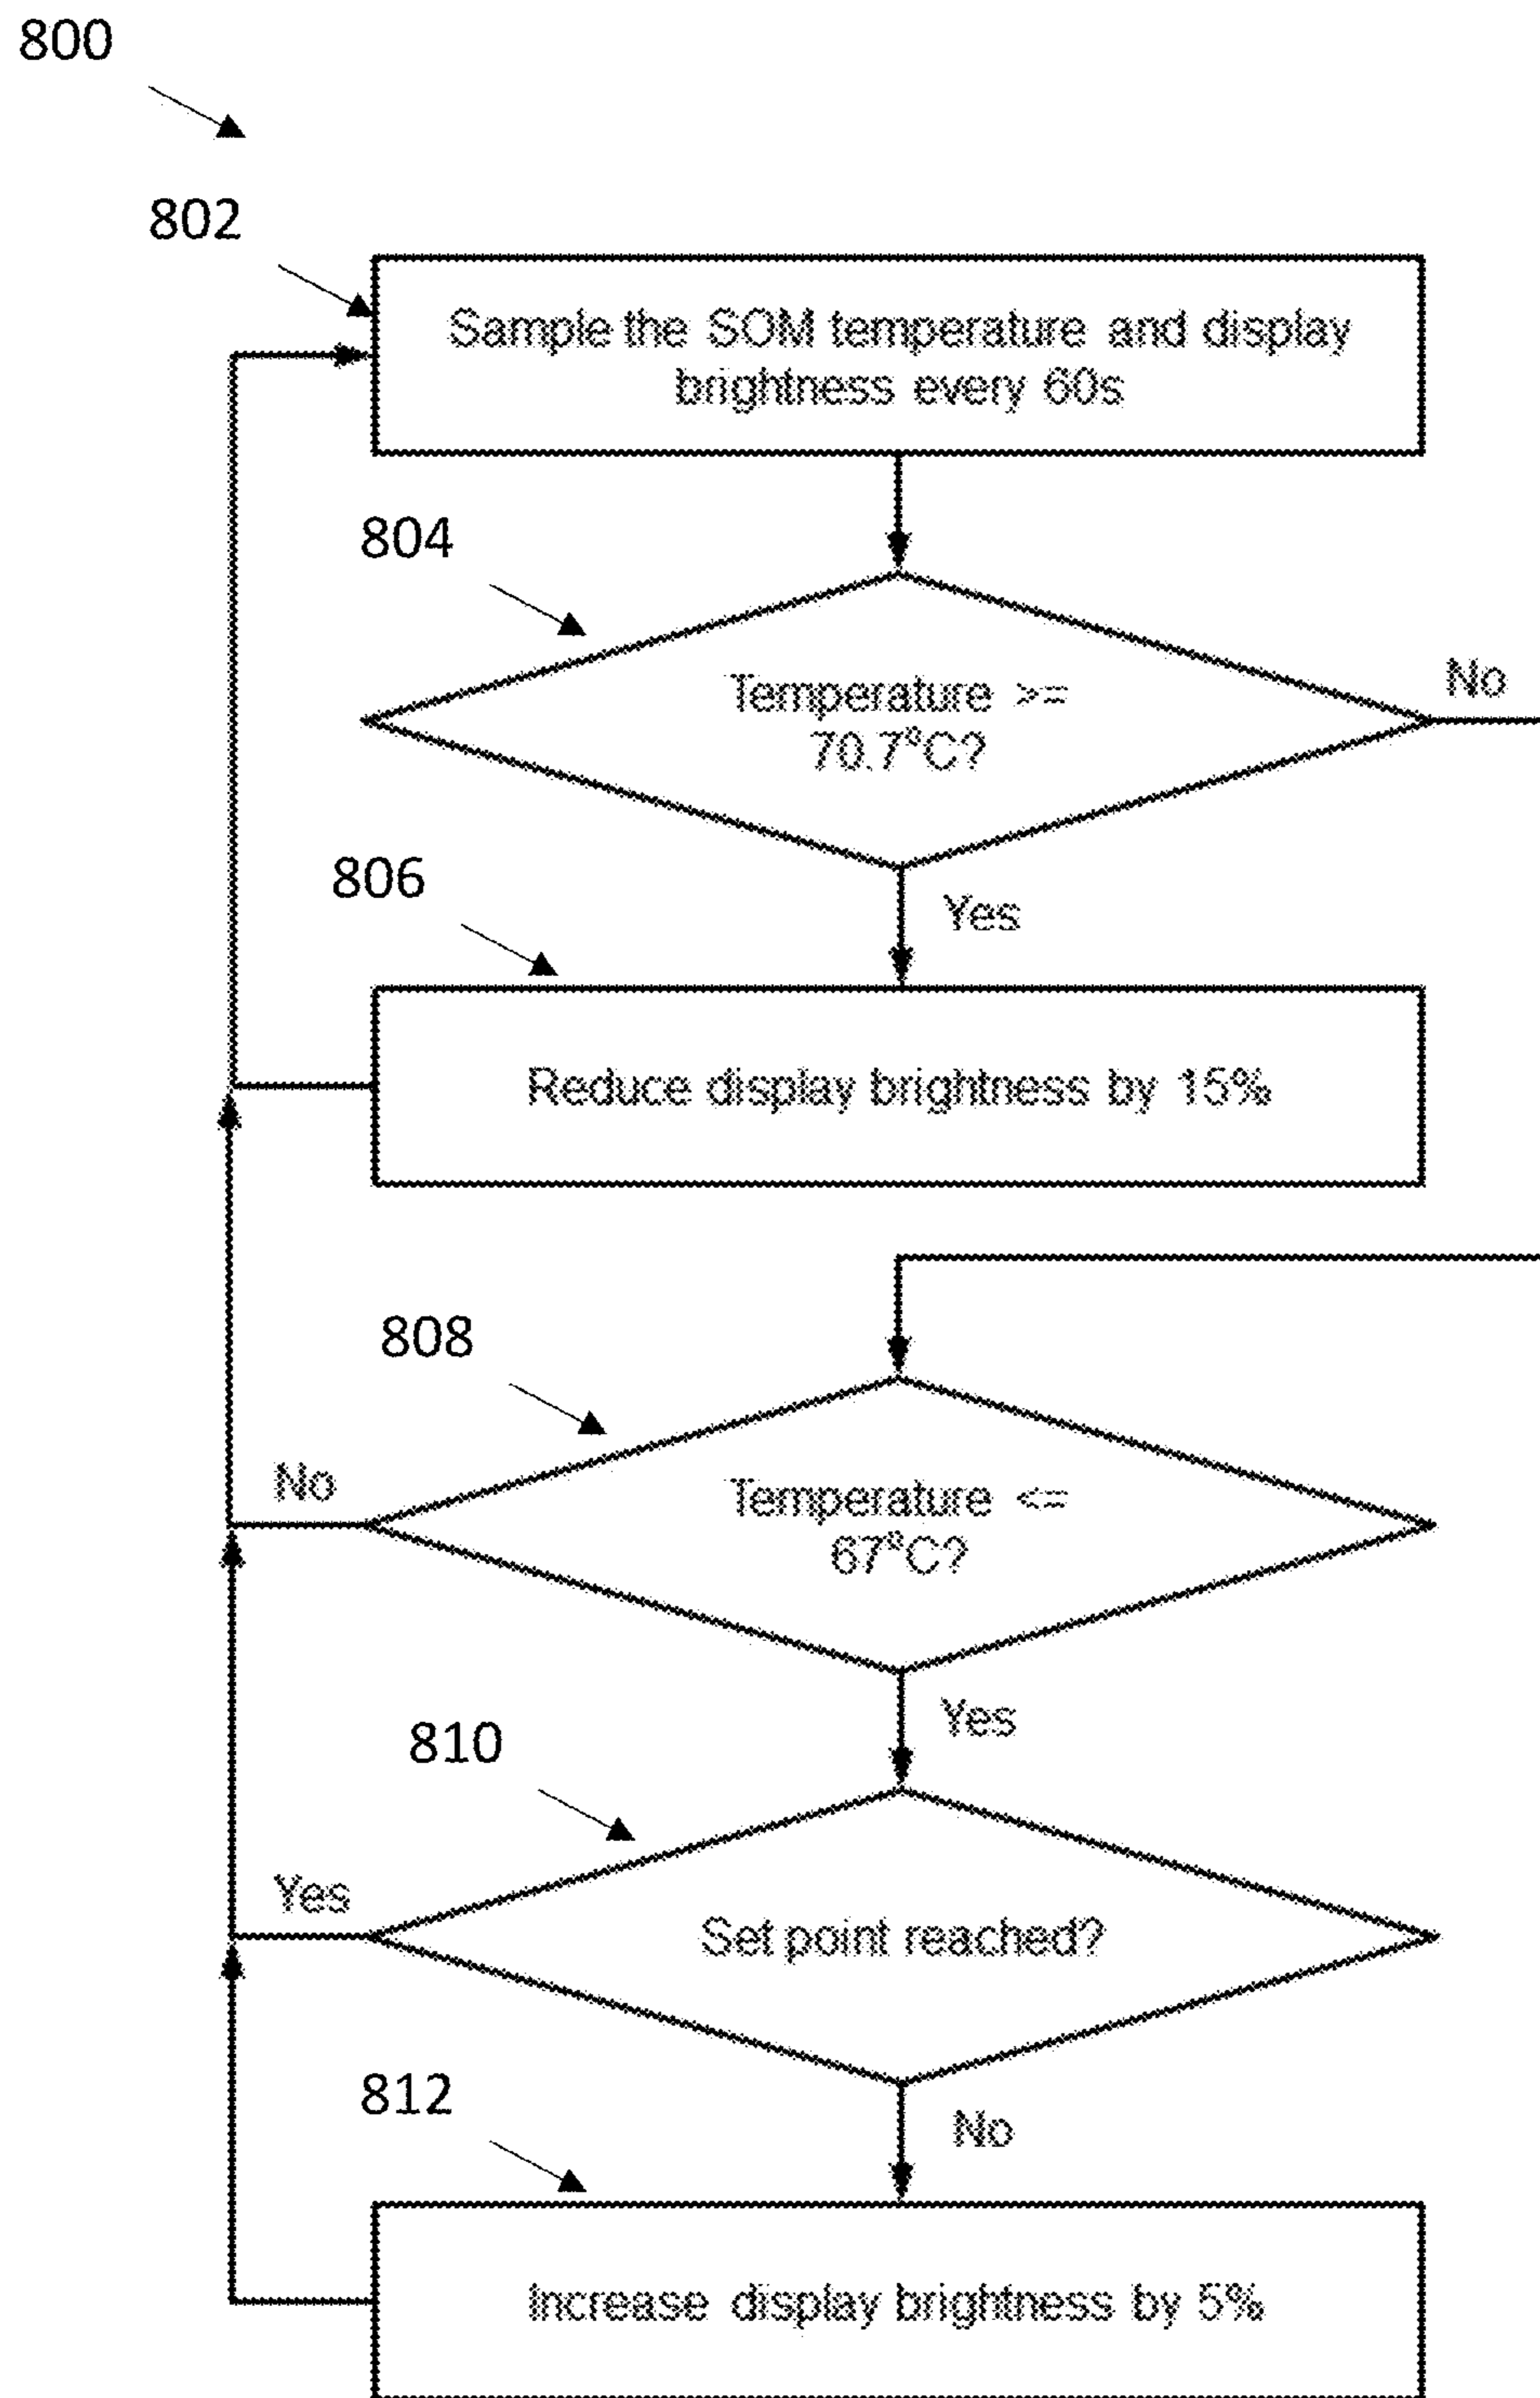 800
802
Sample the SOM temperature and display
brightness every 60s
804
Temperature >=
70.7°C?
No
806
Yes
Reduce display brightness by 15%
808
Temperature <=
67°C?
No
810
Yes
Yes
Set point reached?
812
No
Increase display brightness by 5%